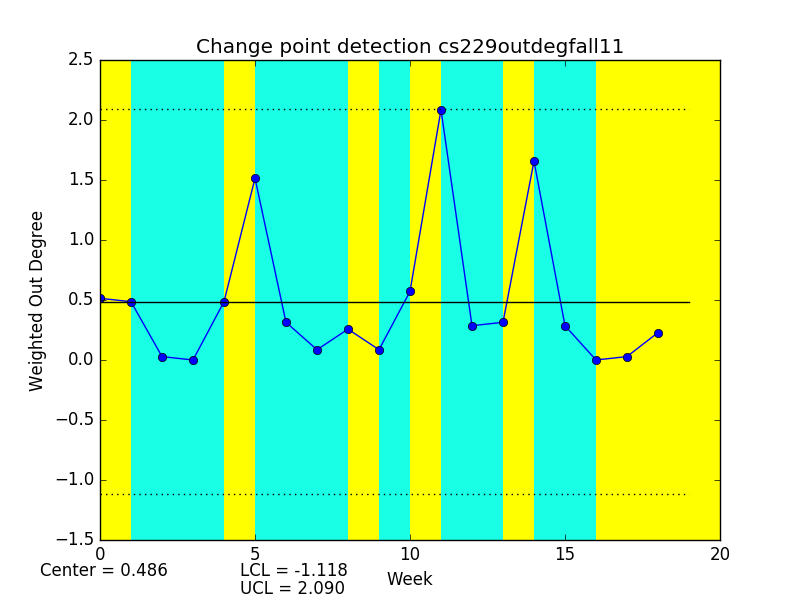 Change point detection cs229outdegfall11
2.5
2.0
1.5
1.0
0.5
0.0
−0.5
−1.0
−1.5
Weighted Out Degree
0 5 10 15 20
Center = 0.486 LCL = -1.118
UCL = 2.090
Week